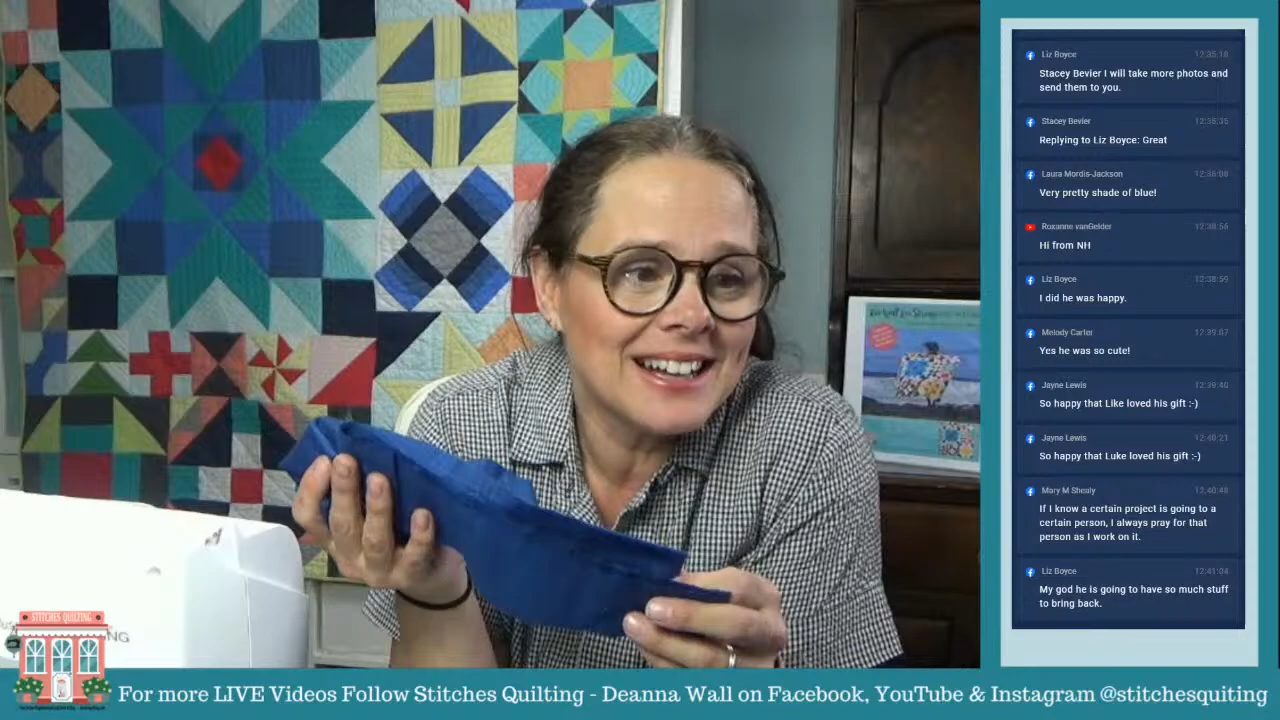 Liz Boyce 12:35:18
Stacey Bevier I will take more photos and
send them to you.
Stacey Bevier 12:35:35
Replying to Liz Boyce: Great
Laura Mordis-Jackson 12:36:08
Very pretty shade of blue!
Roxanne vanGelder 12:38:56
Hi from NH
Liz Boyce 12:38:59
I did he was happy.
Melody Carter 12:39:07
Yes he was so cute!
Jayne Lewis 12:39:40
So happy that Like loved his gift :-)
Jayne Lewis 12:40:21
So happy that Luke loved his gift :-)
Mary M Shealy 12:40:48
If I know a certain project is going to a
certain person, I always pray for that
person as I work on it.
Liz Boyce 12:41:04
My god he is going to have so much stuff
to bring back.
STITCHES QUILTING
For more LIVE Videos Follow Stitches Quilting - Deanna Wall on Facebook, YouTube & Instagram @stitchesquiting